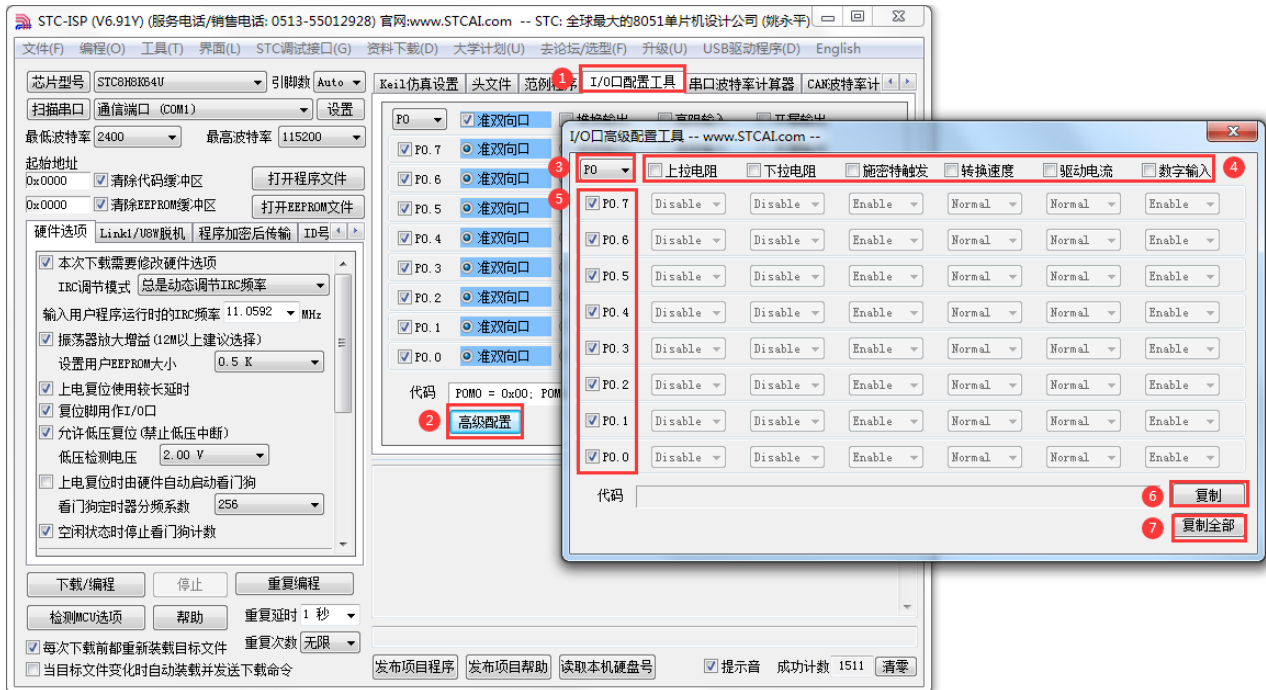 STC-ISP (V6.91Y) (服务电话/销售电话: 0513-55012928) 官网:www.STCAI.com -- STC: 全球最大的8051单片机设计公司 (姚永平)
文件(F) 编程(O) 工具(T) 界面(L) STC调试接口(G) 资料下载(D) 大学计划(U) 去论坛/选型(F) 升级(U) USB驱动程序(D) English
芯片型号 STC8H8K64U 引脚数 Auto
扫描串口 通信端口 (COM1) 设置
最低波特率 2400 最高波特率 115200
起始地址
0x0000 清除代码缓冲区 打开程序文件
0x0000 清除EEPROM缓冲区 打开EEPROM文件
硬件选项 Link1/U8W脱机 程序加密后传输 ID号
本次下载需要修改硬件选项
IRC调节模式 总是动态调节IRC频率
输入用户程序运行时的IRC频率 11.0592 MHz
振荡器放大增益(12M以上建议选择)
设置用户EEPROM大小 0.5 K
上电复位使用较长延时
复位脚用作I/O口
允许低压复位(禁止低压中断)
低压检测电压 2.00 V
上电复位时由硬件自动启动看门狗
看门狗定时器分频系数 256
空闲状态时停止看门狗计数
下载/编程 停止 重复编程
检测MCU选项 帮助 重复延时 1 秒
每次下载前都重新装载目标文件 重复次数 无限
当目标文件变化时自动装载并发送下载命令
Keil仿真设置 头文件 范例程序 1 I/O口配置工具 串口波特率计算器 CAN波特率计
P0 准双向口 推挽输出 高阻输入 开漏输出
P0.7 准双向口
P0.6 准双向口
P0.5 准双向口
P0.4 准双向口
P0.3 准双向口
P0.2 准双向口
P0.1 准双向口
P0.0 准双向口
代码 P0M0 = 0x00; P0M
2 高级配置
I/O口高级配置工具 -- www.STCAI.com --
3 P0 上拉电阻 下拉电阻 施密特触发 转换速度 驱动电流 数字输入 4
5 P0.7 Disable Disable Enable Normal Normal Enable
P0.6 Disable Disable Enable Normal Normal Enable
P0.5 Disable Disable Enable Normal Normal Enable
P0.4 Disable Disable Enable Normal Normal Enable
P0.3 Disable Disable Enable Normal Normal Enable
P0.2 Disable Disable Enable Normal Normal Enable
P0.1 Disable Disable Enable Normal Normal Enable
P0.0 Disable Disable Enable Normal Normal Enable
代码 6 复制
7 复制全部
发布项目程序 发布项目帮助 读取本机硬盘号 提示音 成功计数 1511 清零